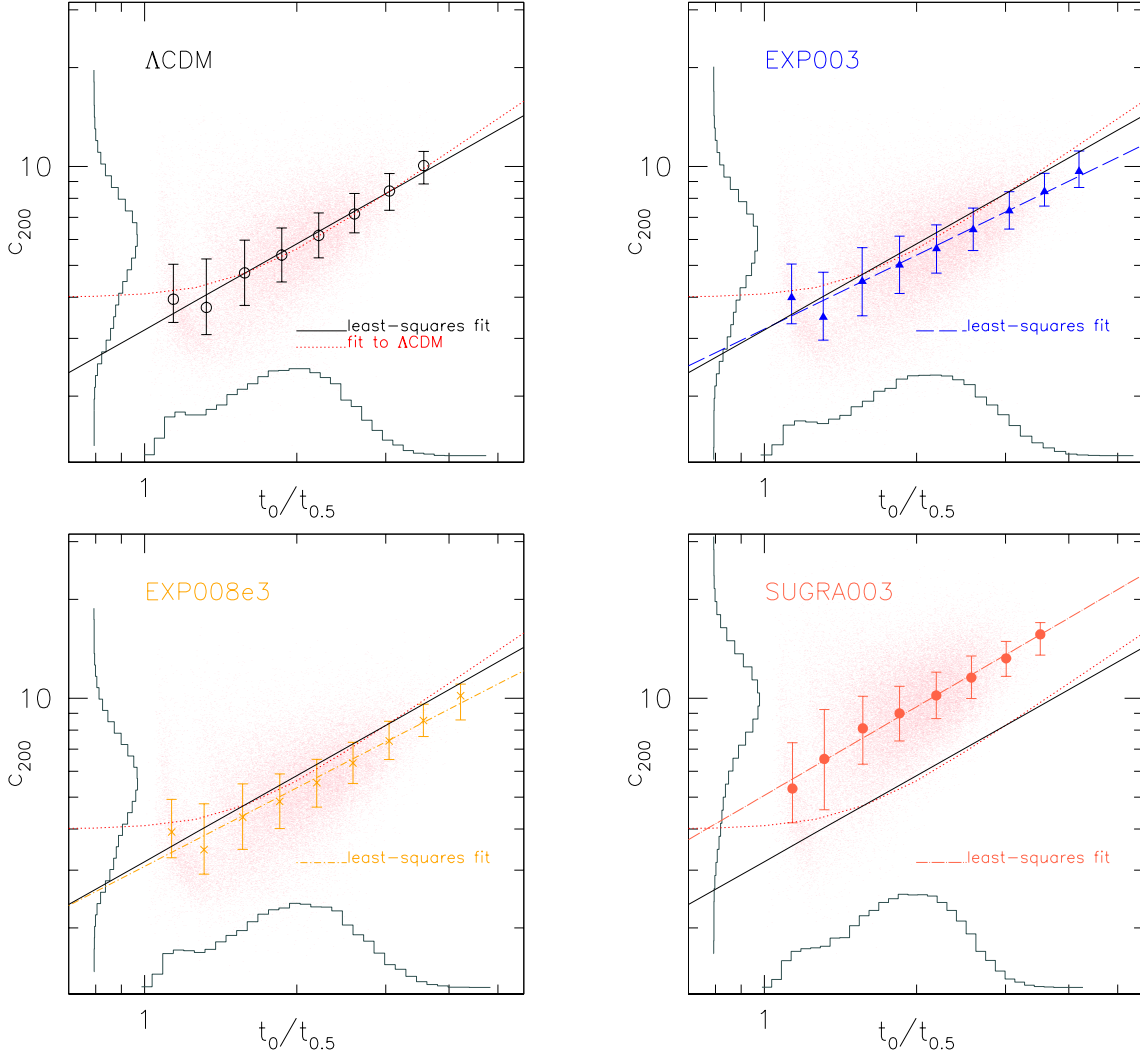 ΛCDM
10
c200
least-squares fit
fit to ΛCDM
1
t0/t0.5
EXP003
10
c200
least-squares fit
1
t0/t0.5
EXP008e3
10
c200
least-squares fit
1
t0/t0.5
SUGRA003
10
c200
least-squares fit
1
t0/t0.5